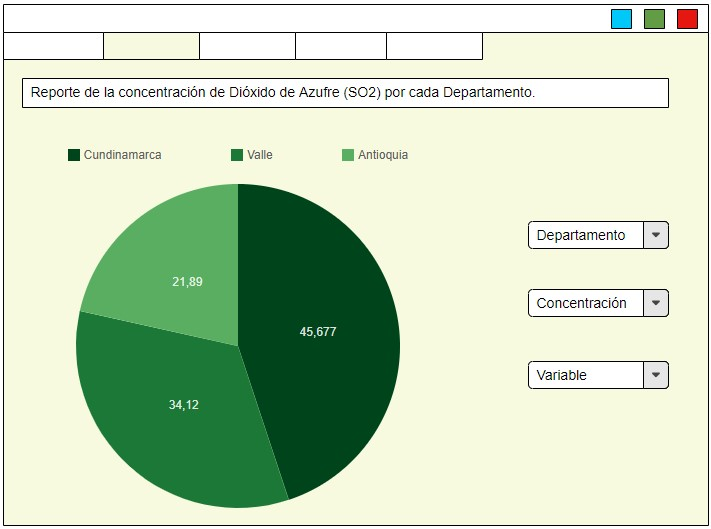 Reporte de la concentración de Dióxido de Azufre (SO2) por cada Departamento.
Cundinamarca
Valle
Antioquia
21,89
45,677
34,12
Departamento
Concentración
Variable